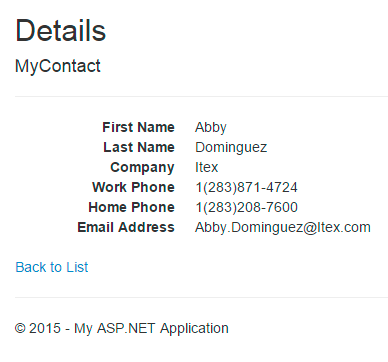 Details
MyContact
First Name Abby
Last Name Dominguez
Company Itex
Work Phone 1(283)871-4724
Home Phone 1(283)208-7600
Email Address Abby.Dominguez@Itex.com
Back to List
© 2015 - My ASP.NET Application